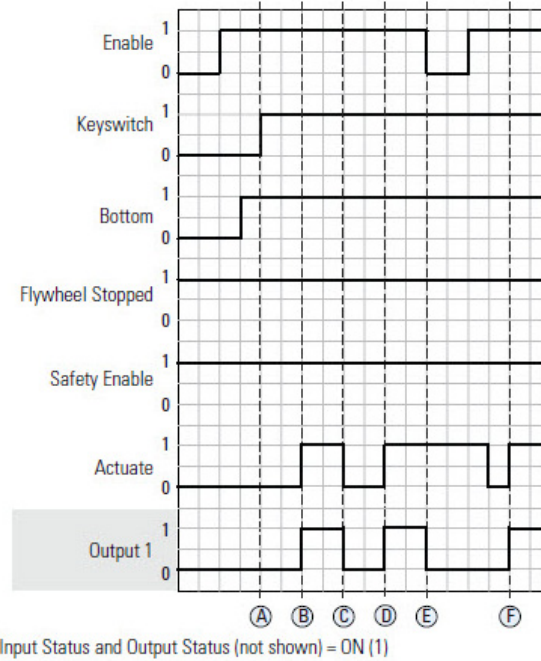 1
Enable
0
1
Keyswitch
0
1
Bottom
0
1
Flywheel Stopped
0
1
Safety Enable
0
1
Actuate
0
1
Output 1
0
A B C D E F
Input Status and Output Status (not shown) = ON (1)